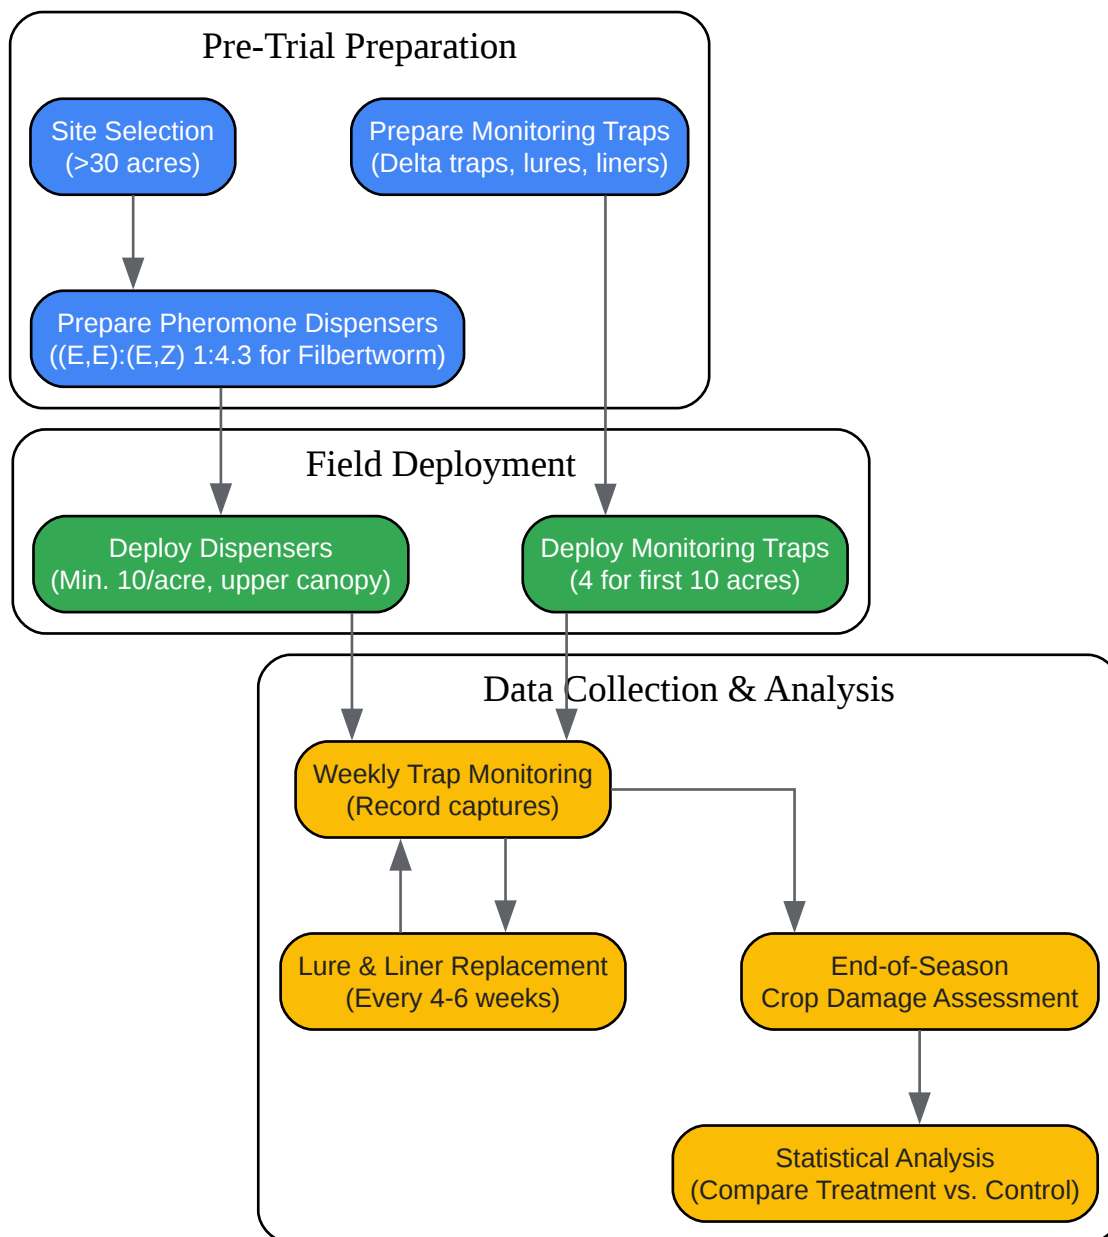 Pre-Trial Preparation
Site Selection
(>30 acres)
Prepare Monitoring Traps
(Delta traps, lures, liners)
Prepare Pheromone Dispensers
((E,E):(E,Z) 1:4.3 for Filbertworm)
Field Deployment
Deploy Dispensers
(Min. 10/acre, upper canopy)
Deploy Monitoring Traps
(4 for first 10 acres)
Data Collection & Analysis
Weekly Trap Monitoring
(Record captures)
Lure & Liner Replacement
(Every 4-6 weeks)
End-of-Season
Crop Damage Assessment
Statistical Analysis
(Compare Treatment vs. Control)